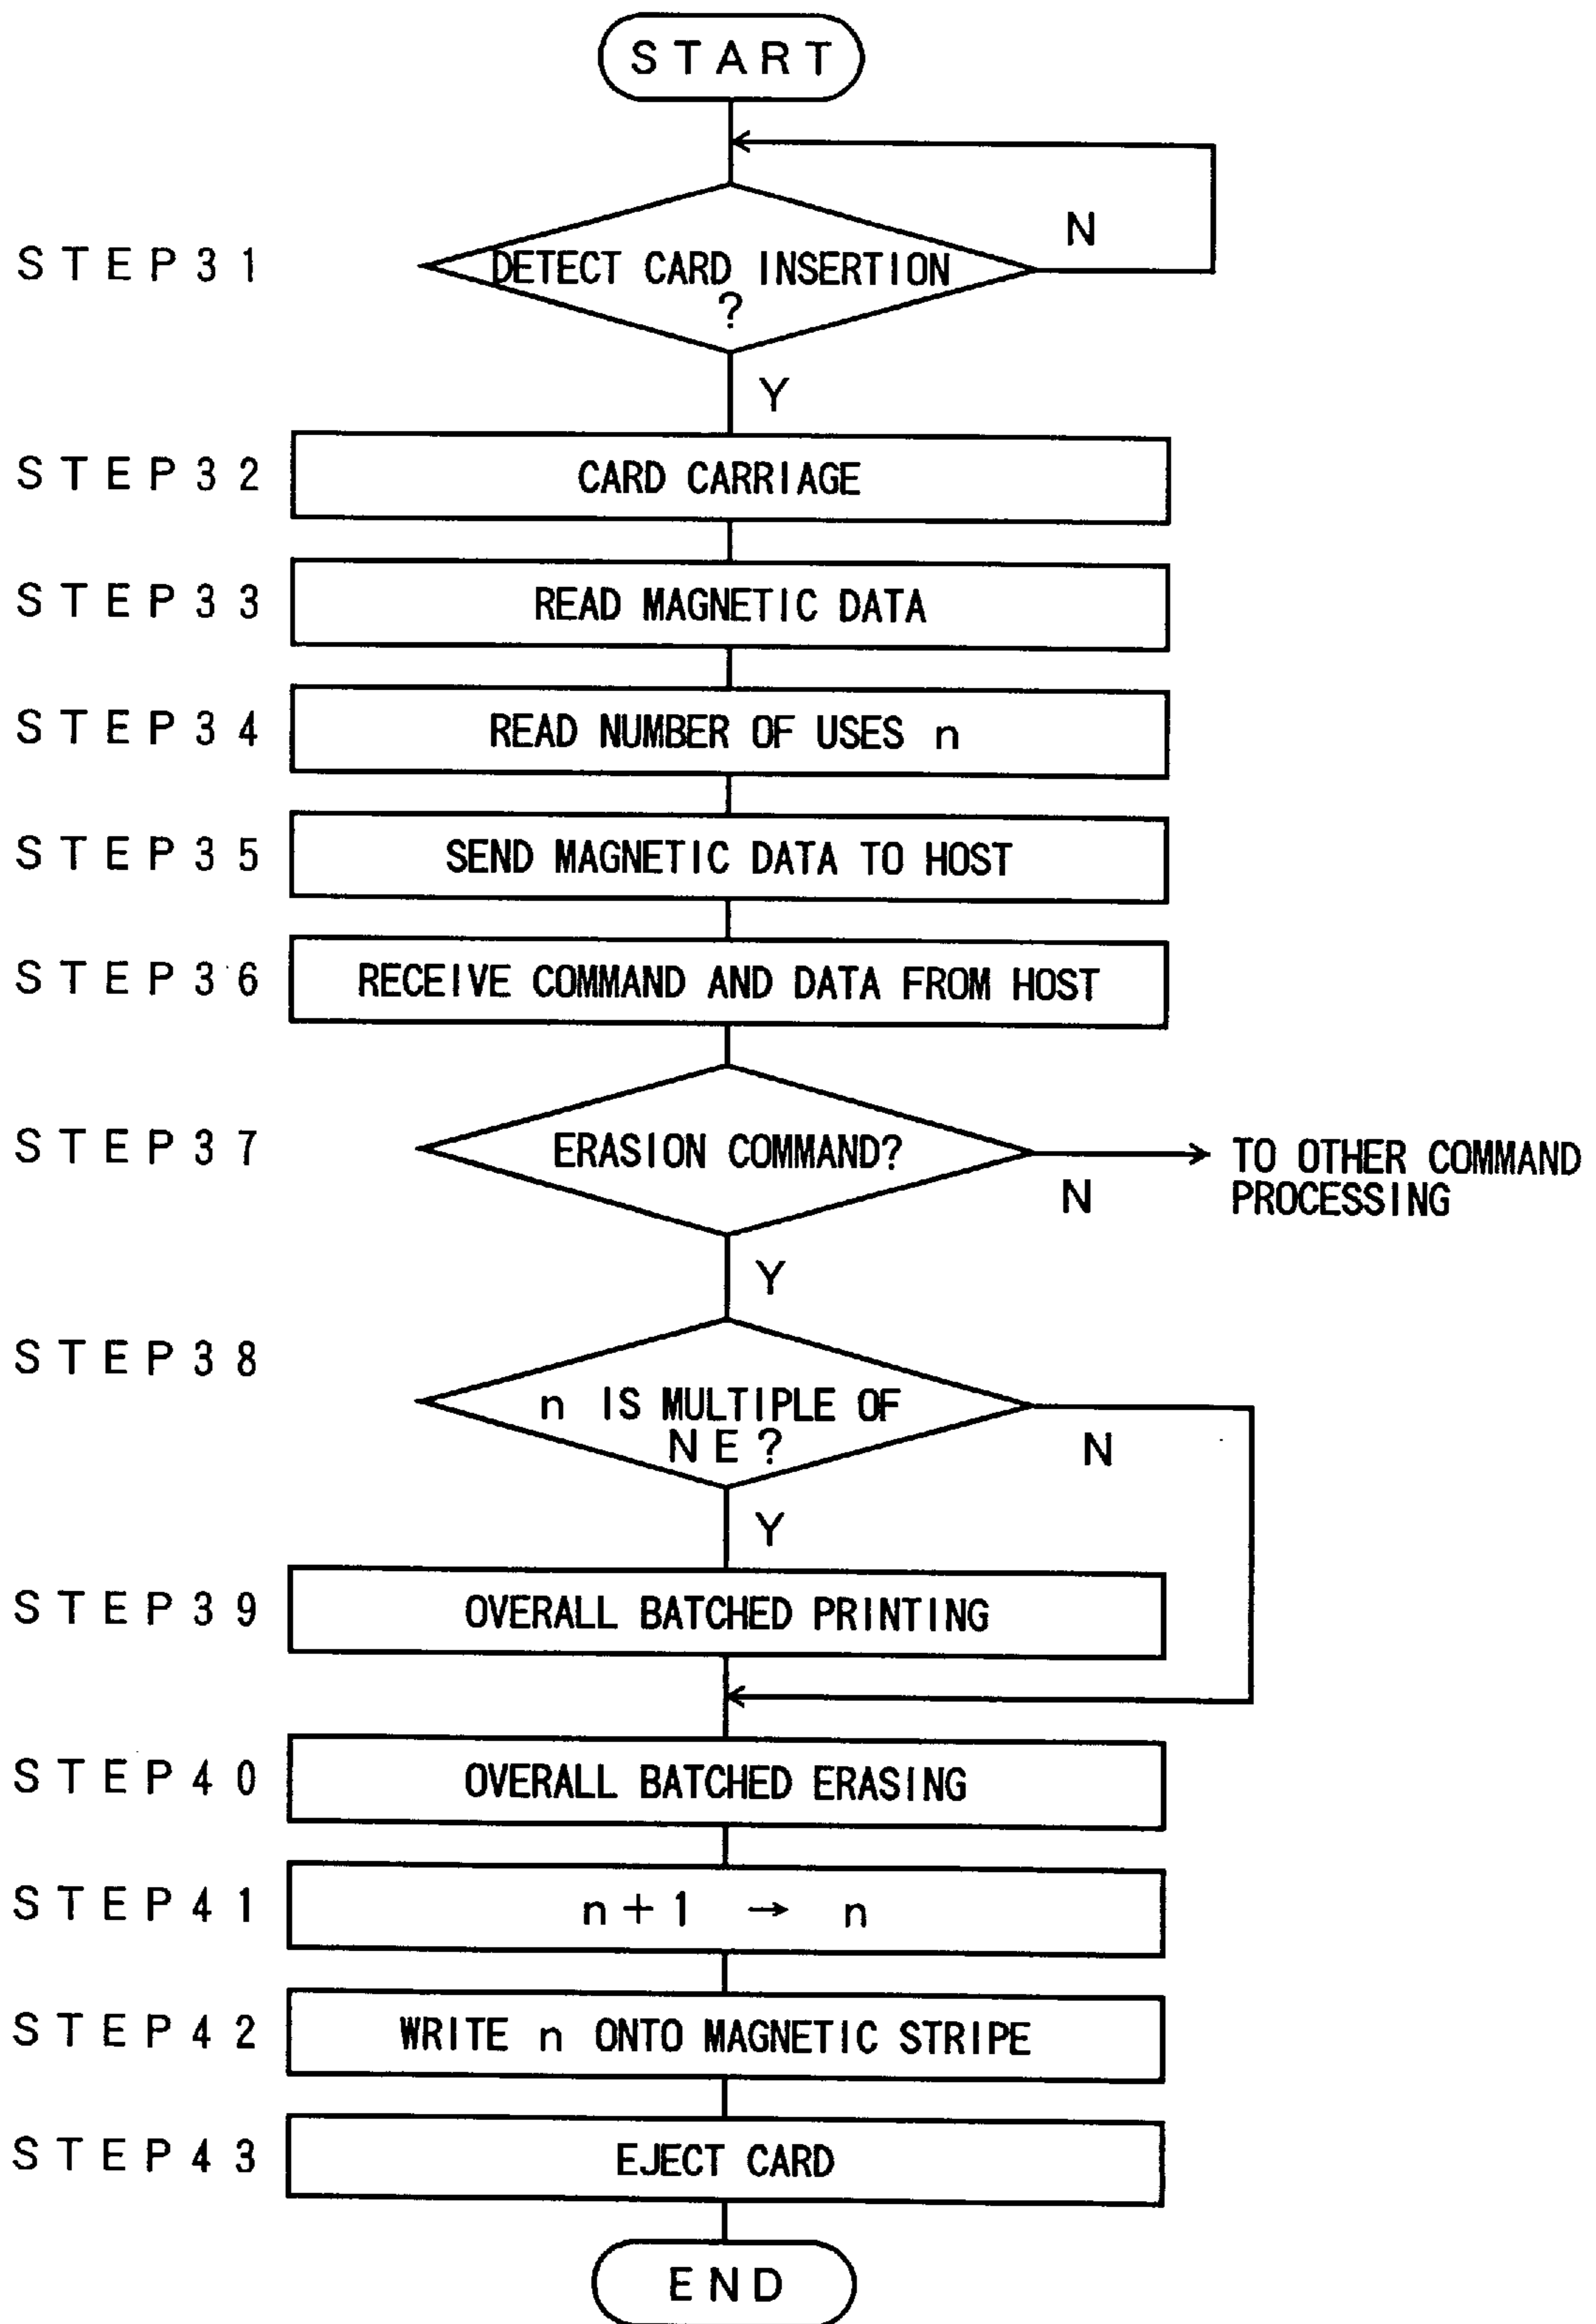 START
N
STEP31
DETECT CARD INSERTION
?
Y
STEP32
CARD CARRIAGE
STEP33
READ MAGNETIC DATA
STEP34
READ NUMBER OF USES n
STEP35
SEND MAGNETIC DATA TO HOST
STEP36
RECEIVE COMMAND AND DATA FROM HOST
STEP37
ERASION COMMAND?
N
TO OTHER COMMAND
PROCESSING
Y
STEP38
n IS MULTIPLE OF
NE?
N
Y
STEP39
OVERALL BATCHED PRINTING
STEP40
OVERALL BATCHED ERASING
STEP41
n+1 → n
STEP42
WRITE n ONTO MAGNETIC STRIPE
STEP43
EJECT CARD
END